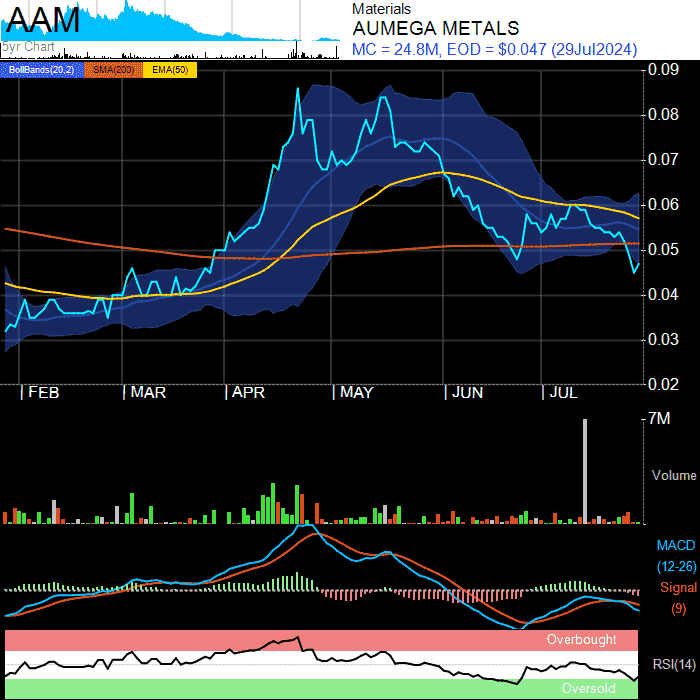 AAM
Materials
AUMEGA METALS
MC = 24.8M, EOD = $0.047 (29Jul2024)
5yr Chart
BollBands(20,2) SMA(200) EMA(50)
0.09
0.08
0.07
0.06
0.05
0.04
0.03
0.02
FEB MAR APR MAY JUN JUL
7M
Volume
MACD
(12-26)
Signal
(9)
Overbought
RSI(14)
Oversold